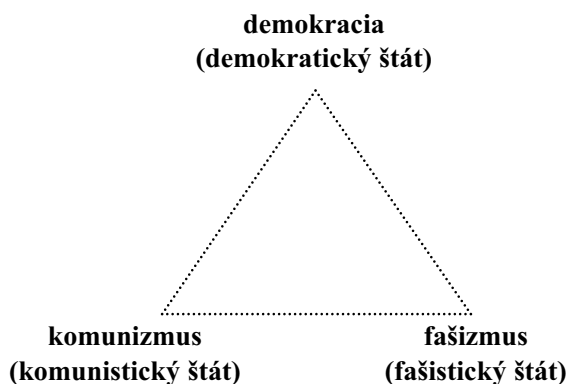 demokracia
(demokratický štát)
komunizmus
(komunistický štát)
fašizmus
(fašistický štát)